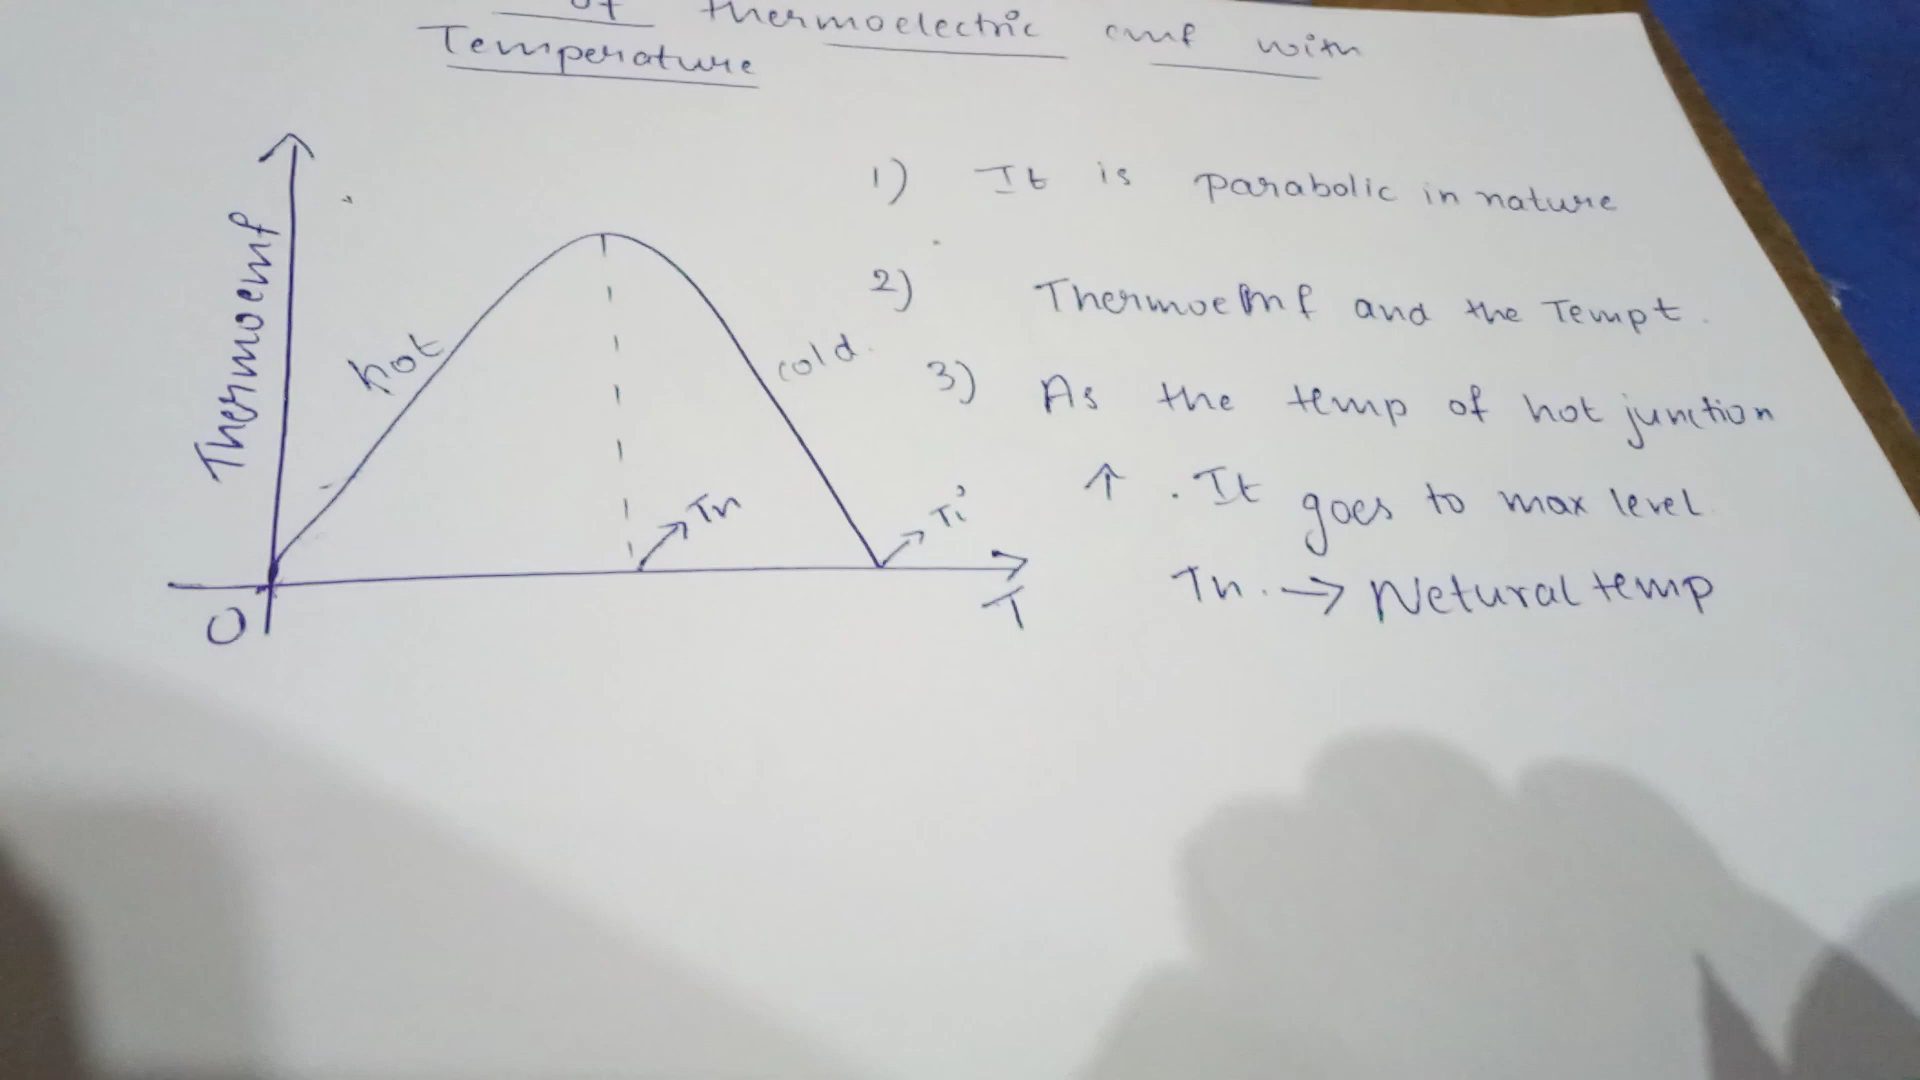 of thermoelectric emf with
Temperature
Thermoemf
hot
cold.
Tn
Ti
O
T
1) It is parabolic in nature
2) Thermoemf and the Tempt.
3) As the temp of hot junction
↑ . It goes to max level
Tn. → Netural temp